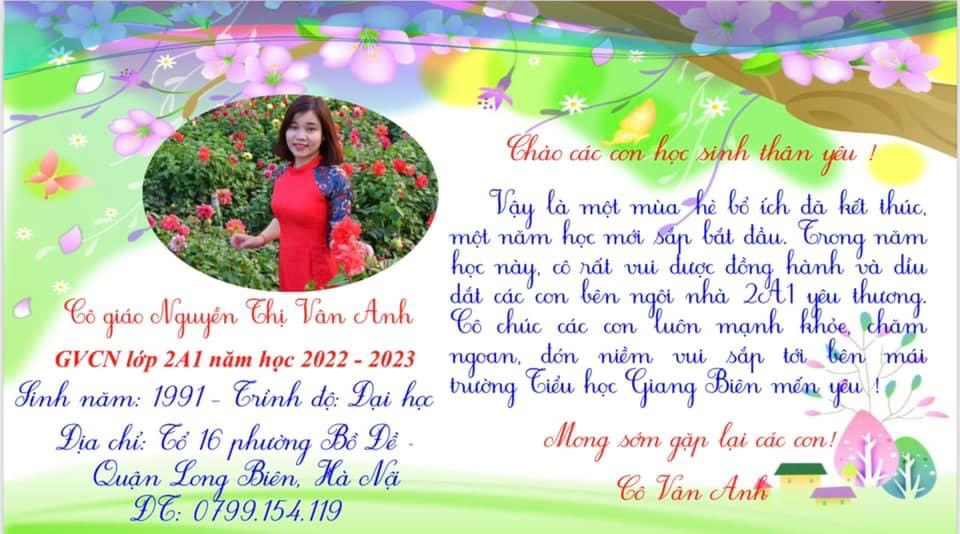 Cô giáo Nguyễn Thị Vân Anh
GVCN lớp 2A1 năm học 2022 - 2023
Sinh năm: 1991 - Trình độ: Đại học
Địa chỉ: Tổ 16 phường Bồ Đề -
Quận Long Biên, Hà Nội
ĐT: 0799.154.119
Chào các con học sinh thân yêu !
Vậy là một mùa hè bổ ích đã kết thúc,
một năm học mới sắp bắt đầu. Trong năm
học này, cô rất vui được đồng hành và dìu
dắt các con bên ngôi nhà 2A1 yêu thương.
Cô chúc các con luôn mạnh khỏe, chăm
ngoan, đón niềm vui sắp tới bên mái
trường Tiểu học Giang Biên mến yêu !
Mong sớm gặp lại các con!
Cô Vân Anh